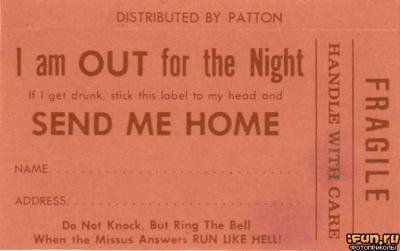 DISTRIBUTED BY PATTON
I am OUT for the Night
If I get drunk, stick this label to my head and
SEND ME HOME
NAME
ADDRESS
Do Not Knock, But Ring The Bell
When the Missus Answers RUN LIKE HELL!
HANDLE WITH CARE
FRAGILE
:Fun.ru
ФОТОПРИКОЛЫ